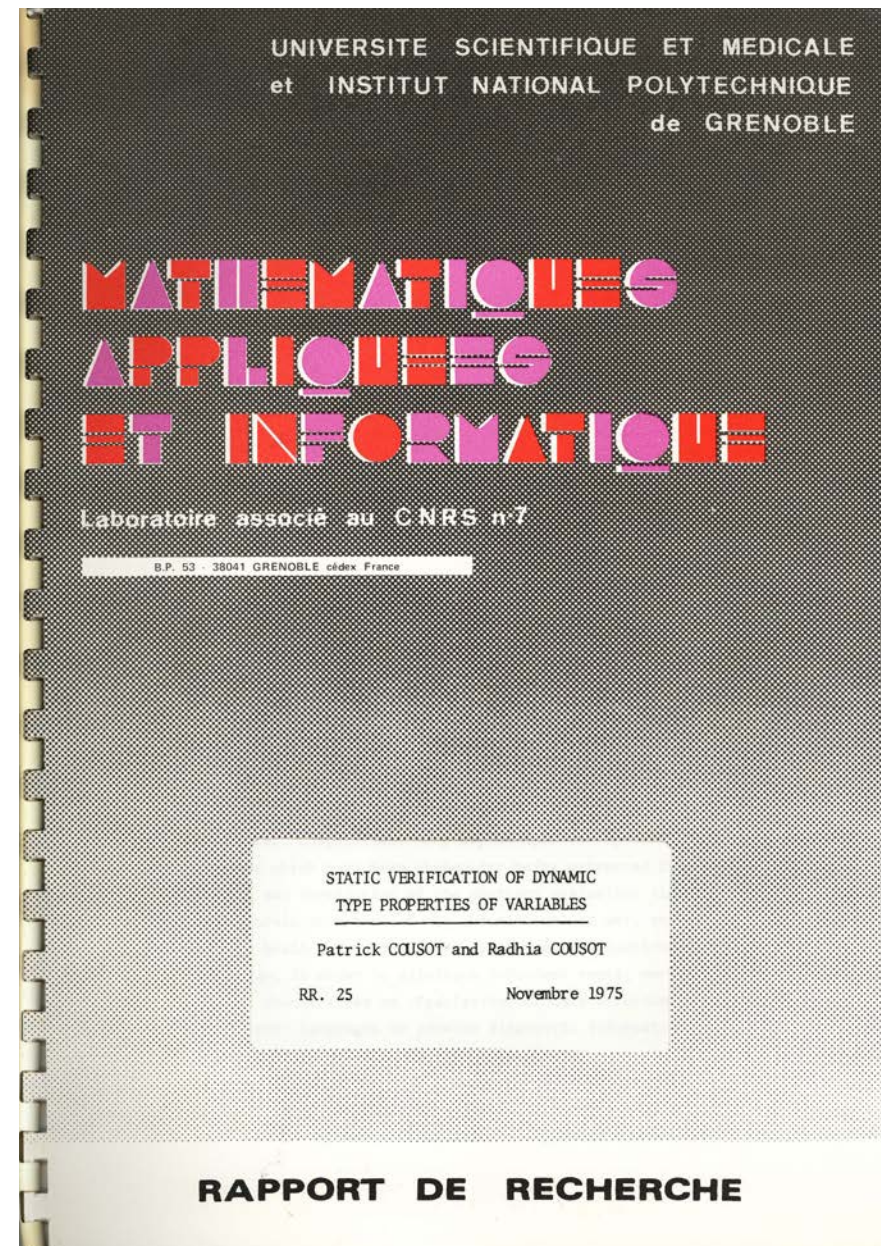 UNIVERSITE SCIENTIFIQUE ET MEDICALE
et INSTITUT NATIONAL POLYTECHNIQUE
de GRENOBLE
MATHEMATIQUES
APPLIQUEES
ET INFORMATIQUE
Laboratoire associé au CNRS n·7
B.P. 53 - 38041 GRENOBLE cédex France
STATIC VERIFICATION OF DYNAMIC
TYPE PROPERTIES OF VARIABLES
Patrick COUSOT and Radhia COUSOT
RR. 25 Novembre 1975
RAPPORT DE RECHERCHE